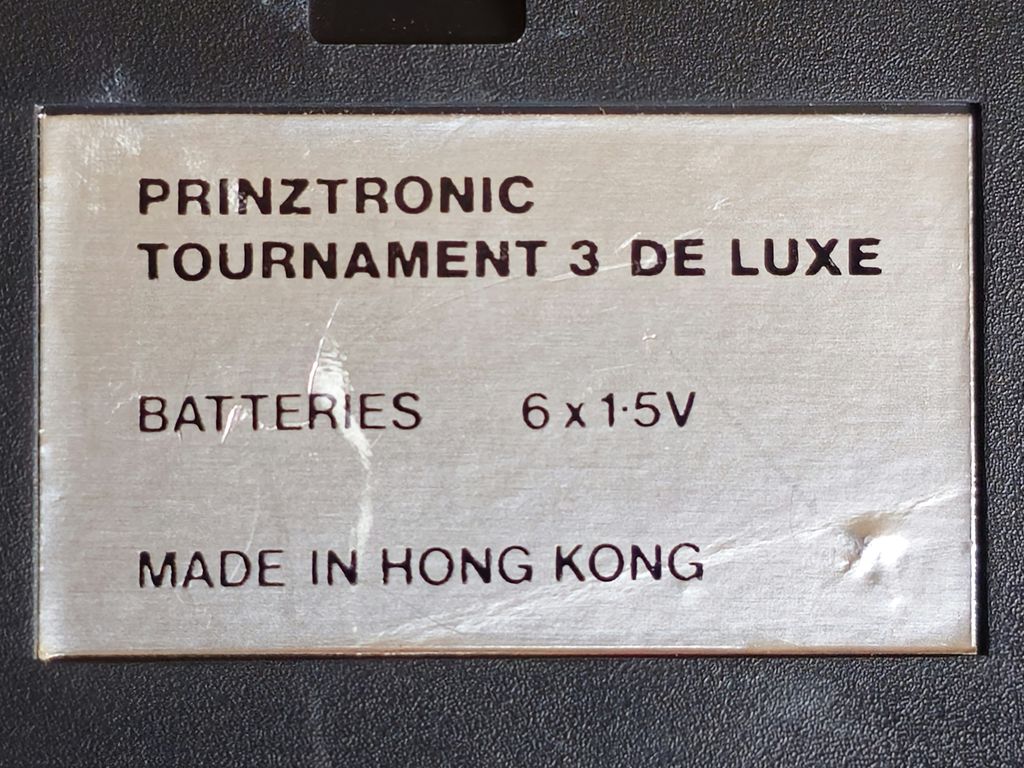 PRINZTRONIC
TOURNAMENT 3 DE LUXE
BATTERIES 6 x 1·5V
MADE IN HONG KONG